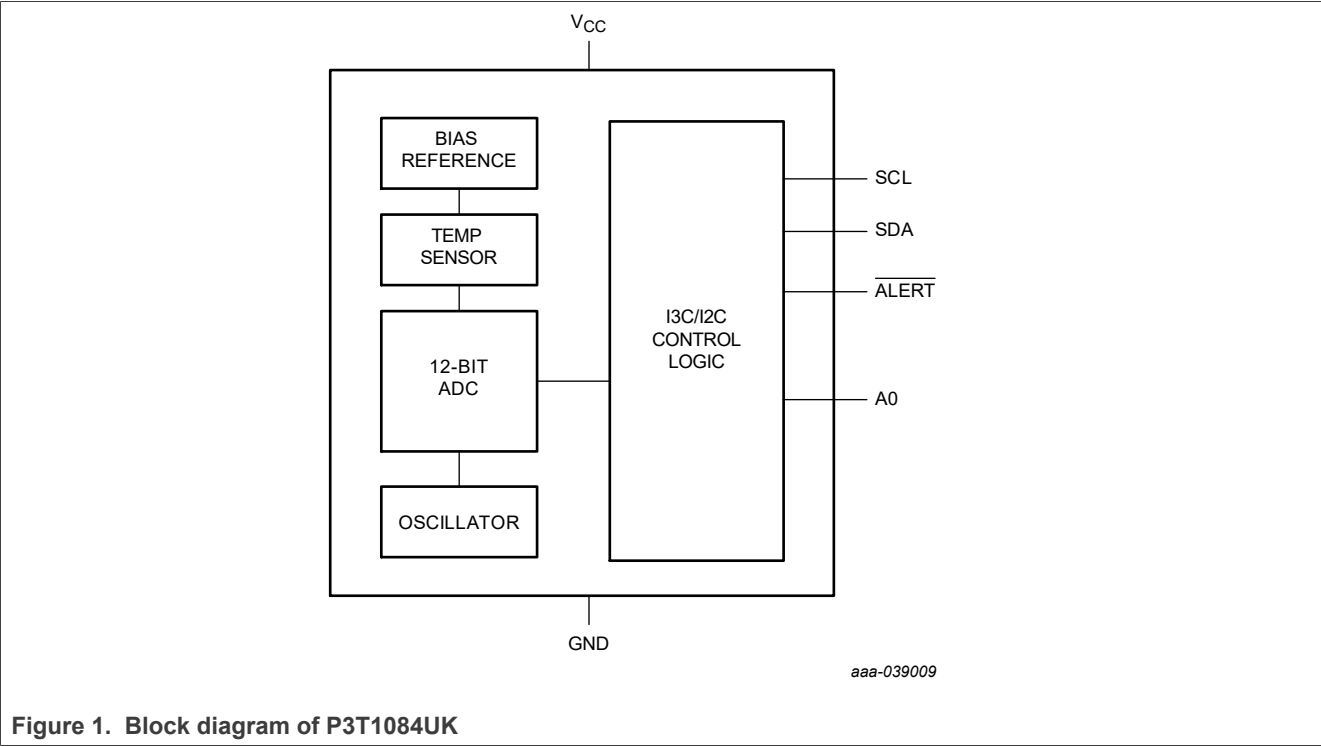 VCC
BIAS
REFERENCE
TEMP
SENSOR
12-BIT
ADC
OSCILLATOR
I3C/I2C
CONTROL
LOGIC
SCL
SDA
ALERT
A0
GND
aaa-039009
Figure 1. Block diagram of P3T1084UK